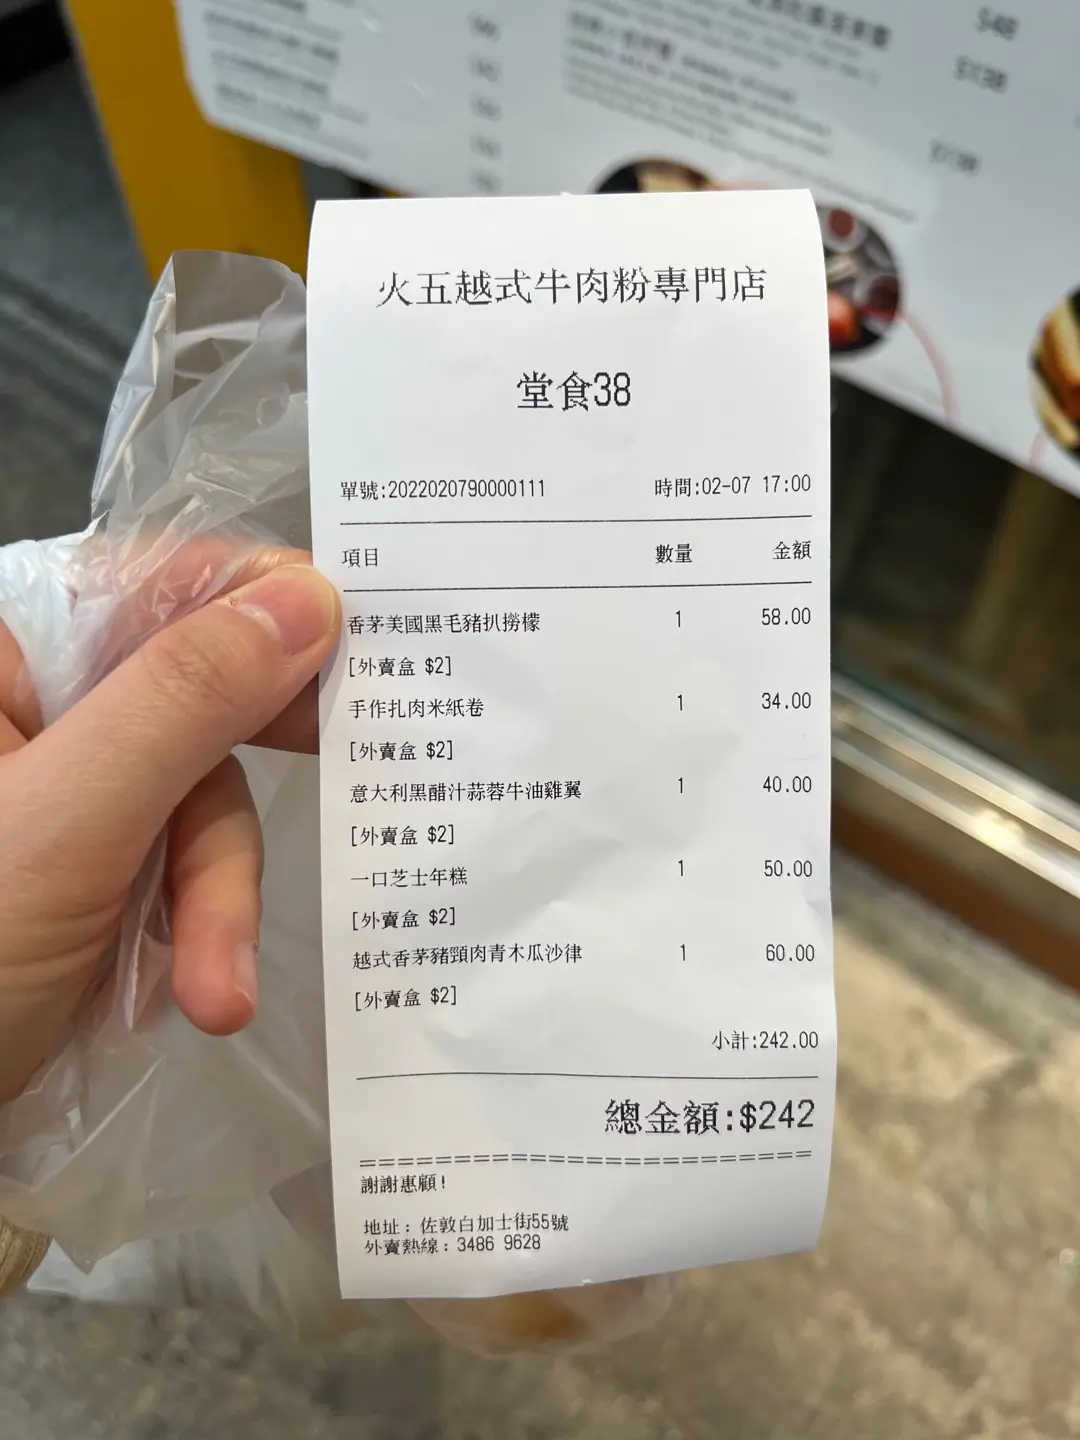 $48
$138
$138
火五越式牛肉粉專門店
堂食38
單號:2022020790000111 時間:02-07 17:00
項目 數量 金額
香茅美國黑毛豬扒撈檬 1 58.00
[外賣盒 $2]
手作扎肉米紙卷 1 34.00
[外賣盒 $2]
意大利黑醋汁蒜蓉牛油雞翼 1 40.00
[外賣盒 $2]
一口芝士年糕 1 50.00
[外賣盒 $2]
越式香茅豬頸肉青木瓜沙律 1 60.00
[外賣盒 $2]
小計:242.00
總金額:$242
========================
謝謝惠顧!
地址: 佐敦白加士街55號
外賣熱線: 3486 9628